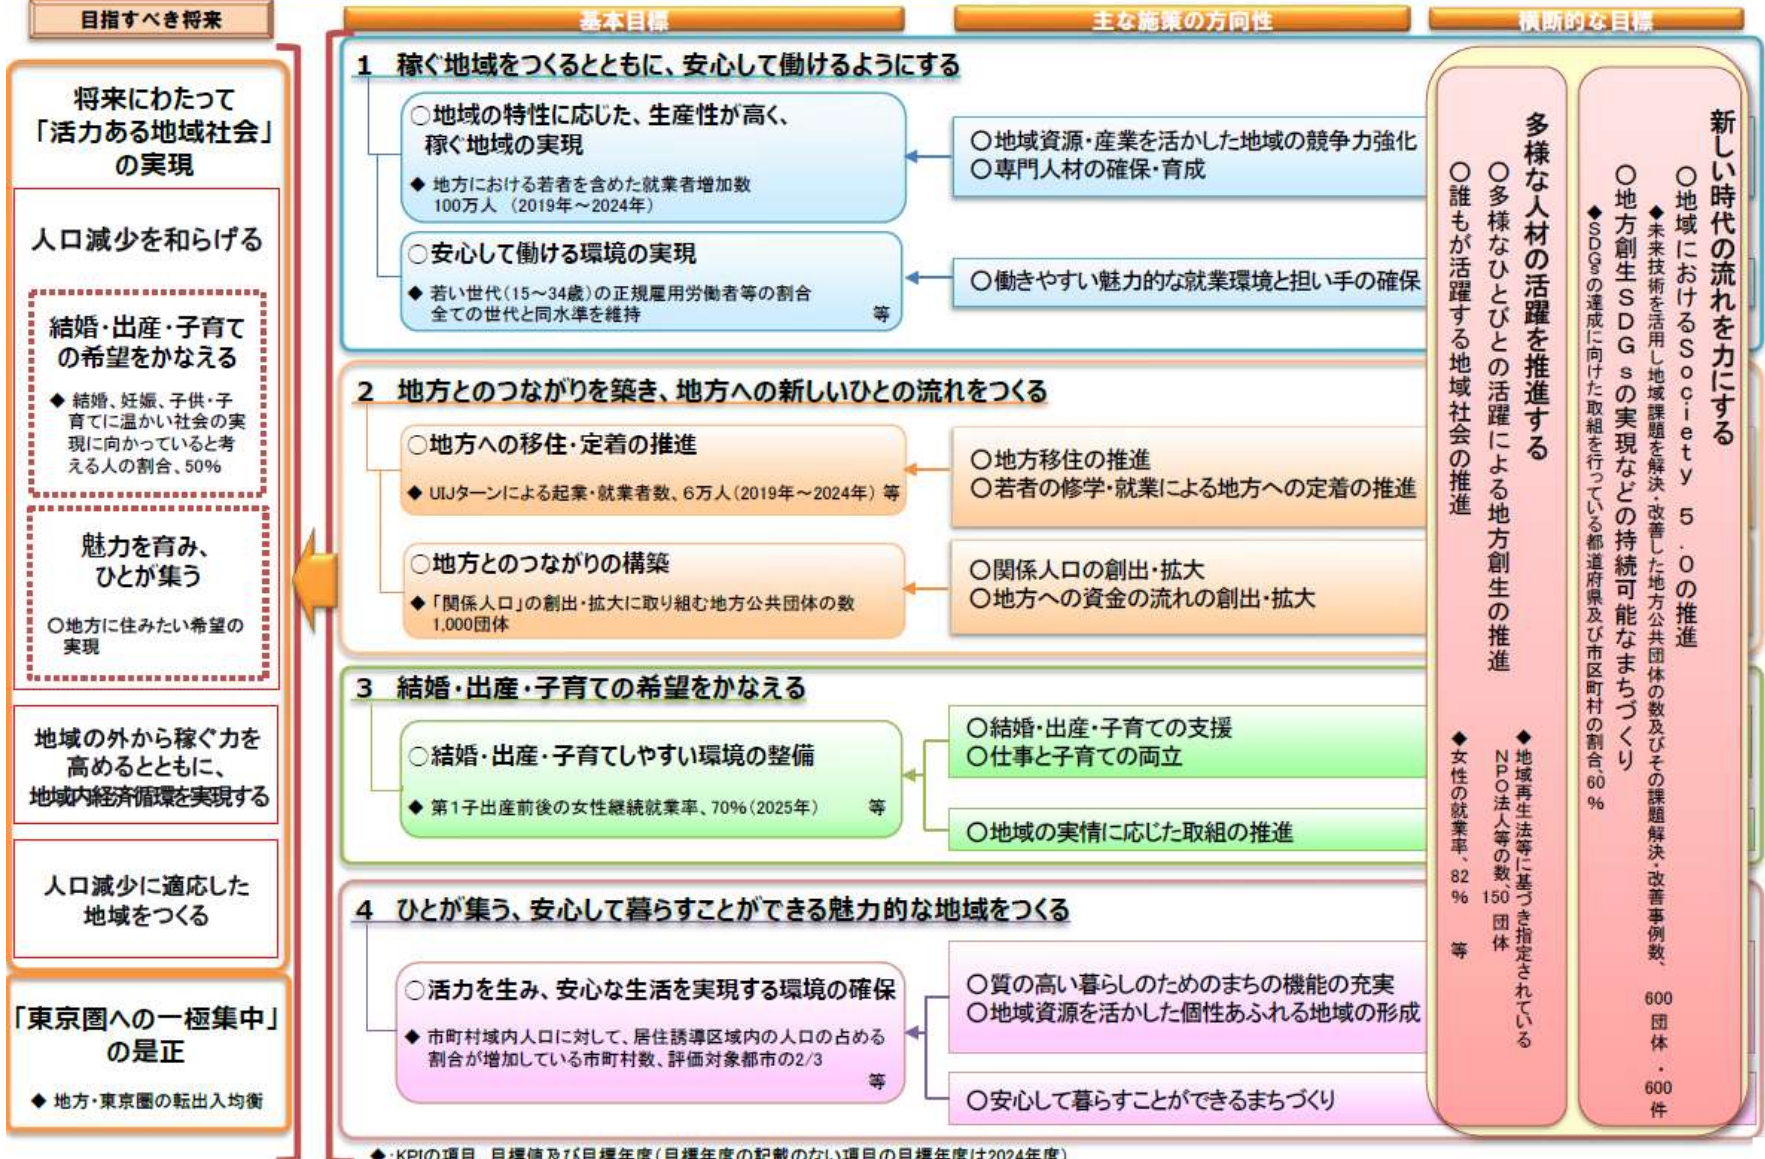 目指すべき将来
将来にわたって
「活力ある地域社会」
の実現
人口減少を和らげる
結婚・出産・子育て
の希望をかなえる
◆ 結婚、妊娠、子供・子
育てに温かい社会の実
現に向かっていると考
える人の割合、50%
魅力を育み、
ひとが集う
○地方に住みたい希望の
実現
地域の外から稼ぐ力を
高めるとともに、
地域内経済循環を実現する
人口減少に適応した
地域をつくる
「東京圏への一極集中」
の是正
◆ 地方・東京圏の転出入均衡
基本目標
主な施策の方向性
横断的な目標
1 稼ぐ地域をつくるとともに、安心して働けるようにする
○地域の特性に応じた、生産性が高く、
稼ぐ地域の実現
◆ 地方における若者を含めた就業者増加数
100万人 （2019年～2024年）
○地域資源・産業を活かした地域の競争力強化
○専門人材の確保・育成
○安心して働ける環境の実現
◆ 若い世代（15～34歳）の正規雇用労働者等の割合
全ての世代と同水準を維持 等
○働きやすい魅力的な就業環境と担い手の確保
2 地方とのつながりを築き、地方への新しいひとの流れをつくる
○地方への移住・定着の推進
◆ UIJターンによる起業・就業者数、6万人（2019年～2024年） 等
○地方移住の推進
○若者の修学・就業による地方への定着の推進
○地方とのつながりの構築
◆ 「関係人口」の創出・拡大に取り組む地方公共団体の数
1,000団体
○関係人口の創出・拡大
○地方への資金の流れの創出・拡大
3 結婚・出産・子育ての希望をかなえる
○結婚・出産・子育てしやすい環境の整備
◆ 第1子出産前後の女性継続就業率、70%（2025年） 等
○結婚・出産・子育ての支援
○仕事と子育ての両立
○地域の実情に応じた取組の推進
4 ひとが集う、安心して暮らすことができる魅力的な地域をつくる
○活力を生み、安心な生活を実現する環境の確保
◆ 市町村域内人口に対して、居住誘導区域内の人口の占める
割合が増加している市町村数、評価対象都市の2/3
等
○質の高い暮らしのためのまちの機能の充実
○地域資源を活かした個性あふれる地域の形成
○安心して暮らすことができるまちづくり
新しい時代の流れを力にする
○地域におけるSociety 5.0の推進
◆未来技術を活用し地域課題を解決・改善した地方公共団体の数及びその課題解決・改善事例数、600団体・600件
○地方創生SDGsの実現などの持続可能なまちづくり
◆SDGsの達成に向けた取組を行っている都道府県及び市区町村の割合、60%
多様な人材の活躍を推進する
○多様なひとびとの活躍による地方創生の推進
◆地域再生法等に基づき指定されている
NPO法人等の数、150団体
○誰もが活躍する地域社会の推進
◆女性の就業率、82% 等
◆：KPIの項目、目標値及び目標年度（目標年度の記載のない項目の目標年度は2024年度）